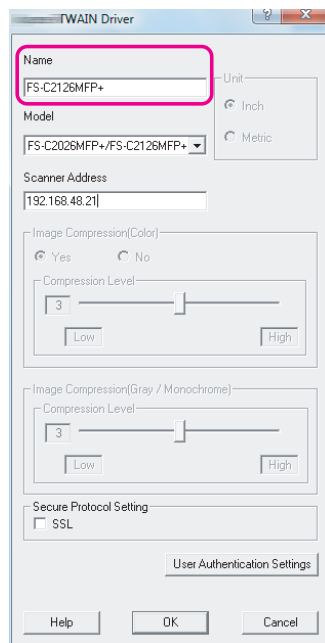 TWAIN Driver
Name
FS-C2126MFP+
Unit
Inch
Metric
Model
FS-C2026MFP+/FS-C2126MFP+
Scanner Address
192.168.48.21
Image Compression(Color)
Yes No
Compression Level
3
Low High
Image Compression(Gray / Monochrome)
Compression Level
3
Low High
Secure Protocol Setting
SSL
User Authentication Settings
Help OK Cancel